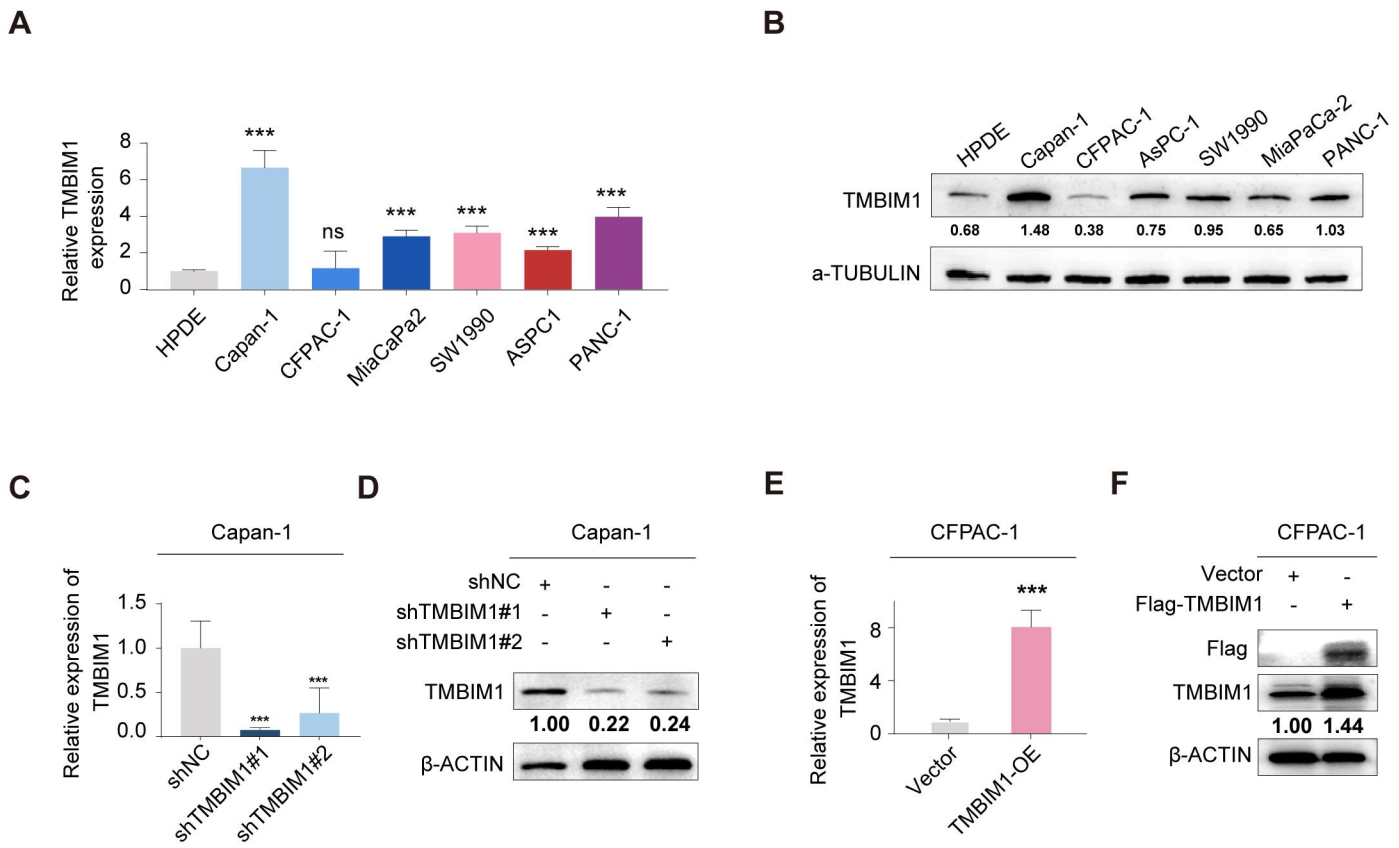 A
Relative TMBIM1
expression
8
6
4
2
0
***
ns
***
***
***
***
HPDE
Capan-1
CFPAC-1
MiaCaPa2
SW1990
ASPC1
PANC-1
B
HPDE
Capan-1
CFPAC-1
AsPC-1
SW1990
MiaPaCa-2
PANC-1
TMBIM1
0.68 1.48 0.38 0.75 0.95 0.65 1.03
a-TUBULIN
C
Capan-1
Relative expression of
TMBIM1
1.5
1.0
0.5
0.0
***
***
shNC
shTMBIM1#1
shTMBIM1#2
D
Capan-1
shNC + - -
shTMBIM1#1 - + -
shTMBIM1#2 - - +
TMBIM1
1.00 0.22 0.24
β-ACTIN
E
CFPAC-1
Relative expression of
TMBIM1
8
4
0
***
Vector
TMBIM1-OE
F
CFPAC-1
Vector + -
Flag-TMBIM1 - +
Flag
TMBIM1
1.00 1.44
β-ACTIN